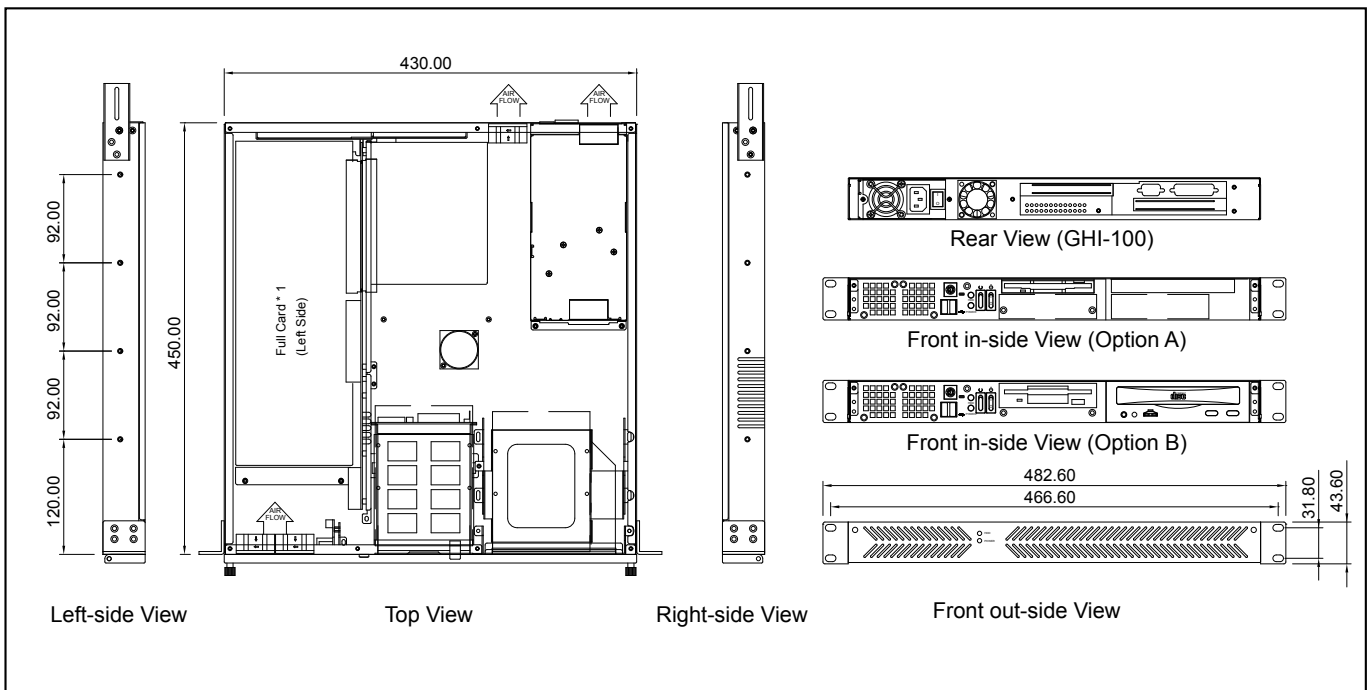 430.00
AIR
FLOW
AIR
FLOW
92.00
92.00
92.00
120.00
450.00
Full Card * 1
(Left Side)
AIR
FLOW
Rear View (GHI-100)
Front in-side View (Option A)
Front in-side View (Option B)
482.60
466.60
31.80
43.60
Left-side View
Top View
Right-side View
Front out-side View